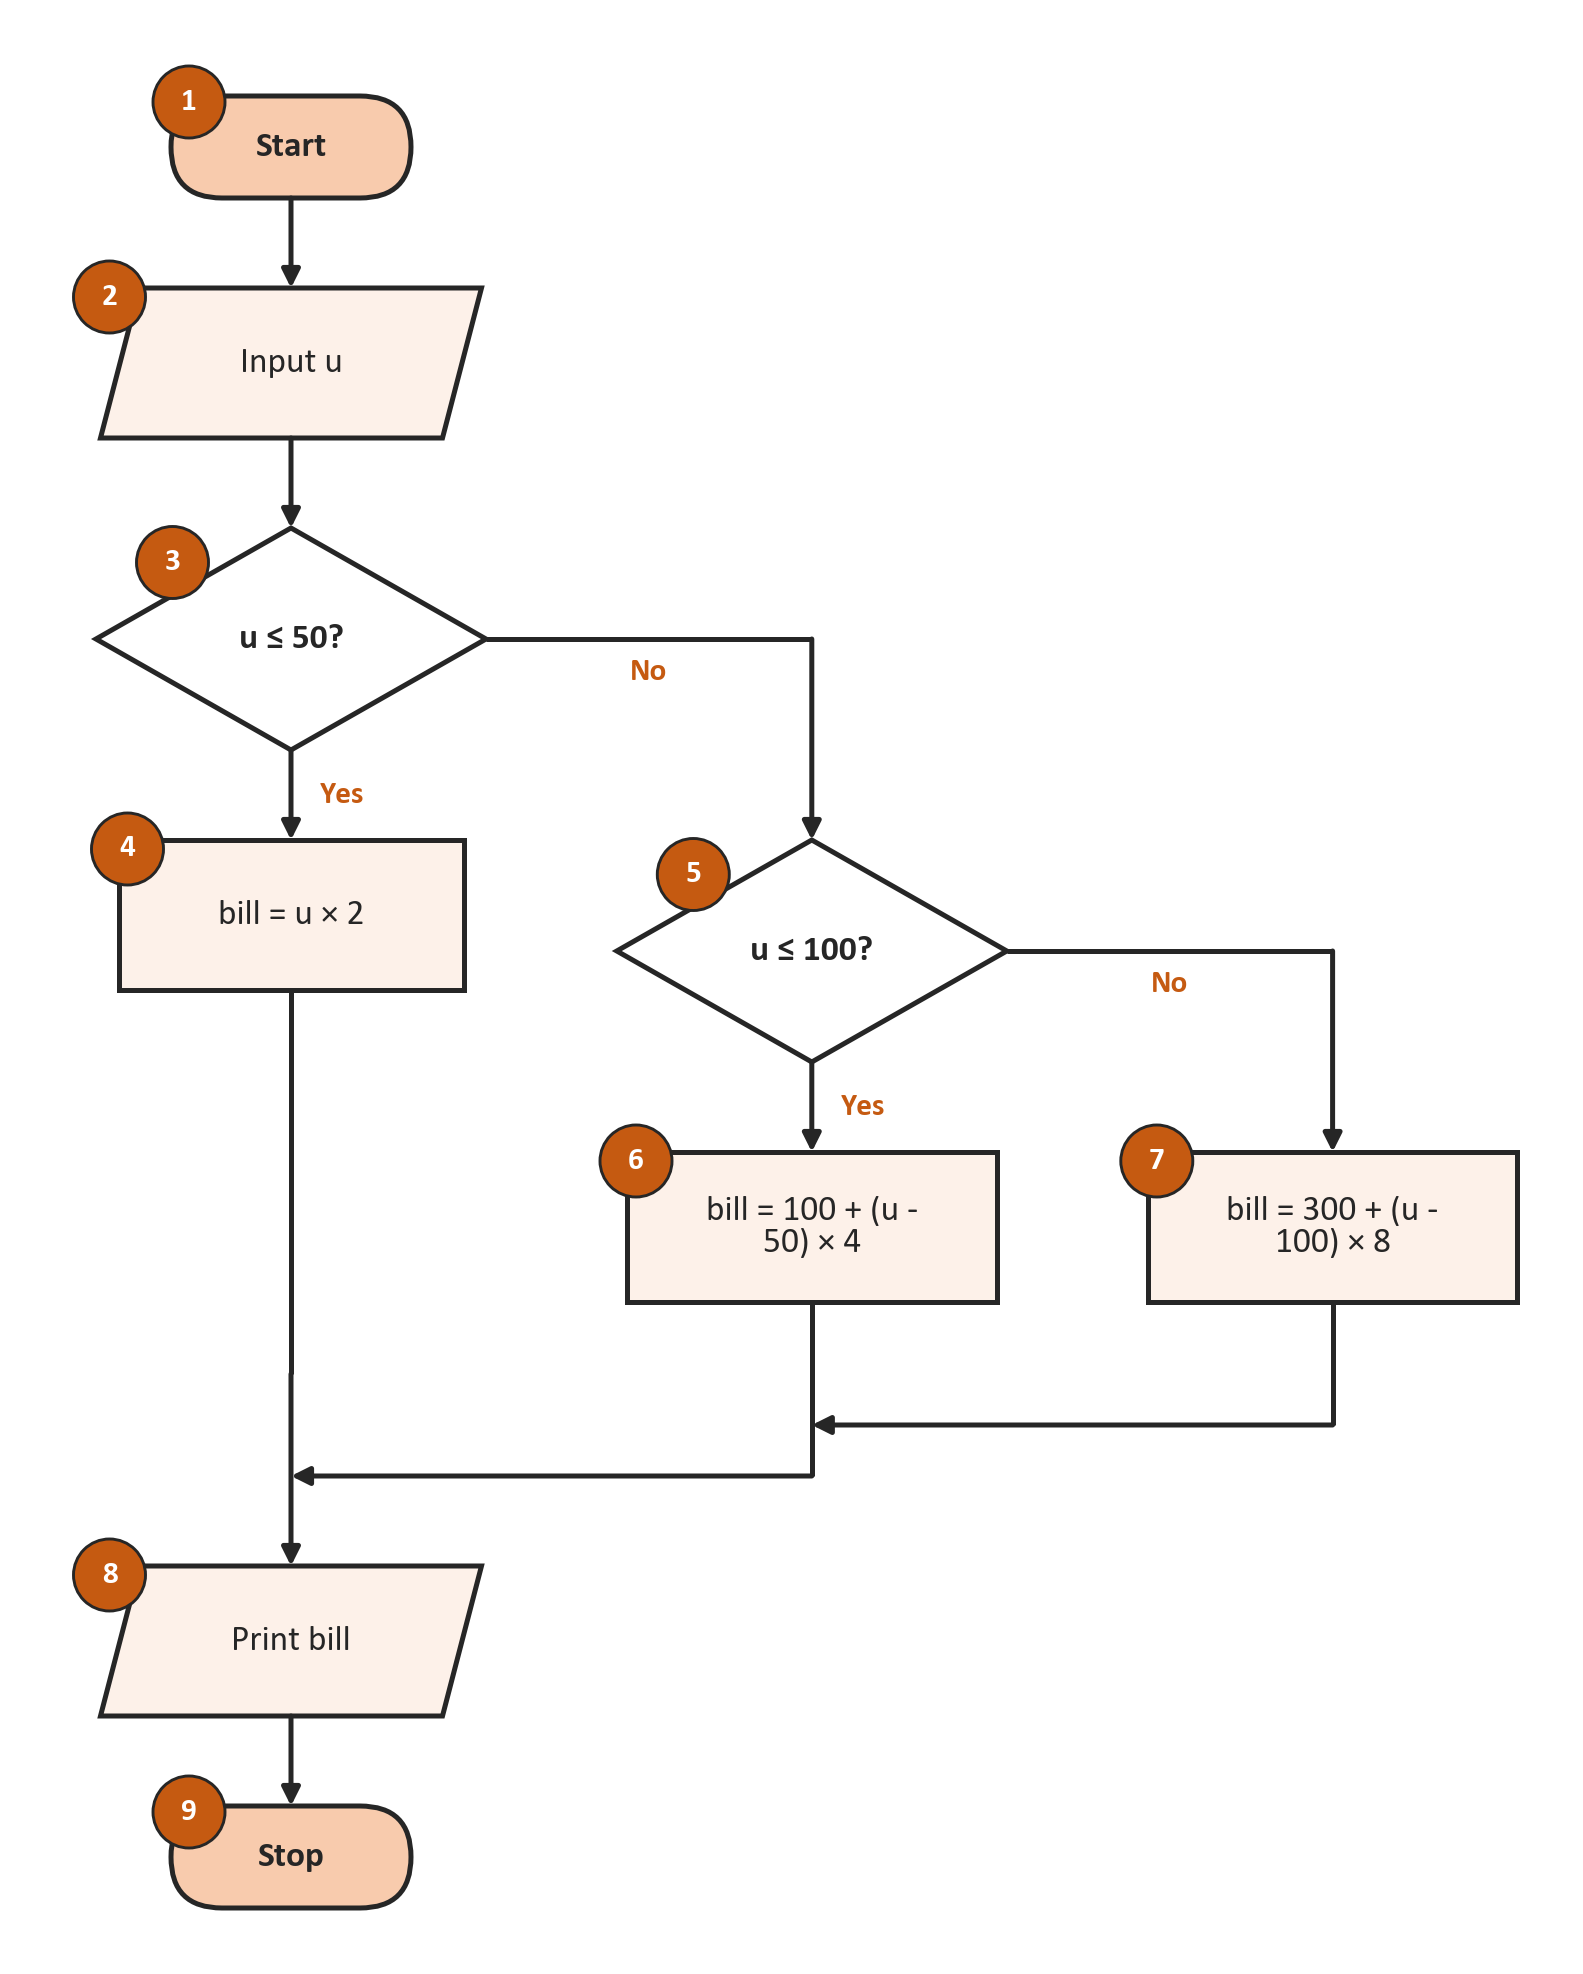 1
Start
2
Input u
3
u ≤ 50?
No
Yes
4
bill = u × 2
5
u ≤ 100?
No
Yes
6
bill = 100 + (u -
50) × 4
7
bill = 300 + (u -
100) × 8
8
Print bill
9
Stop